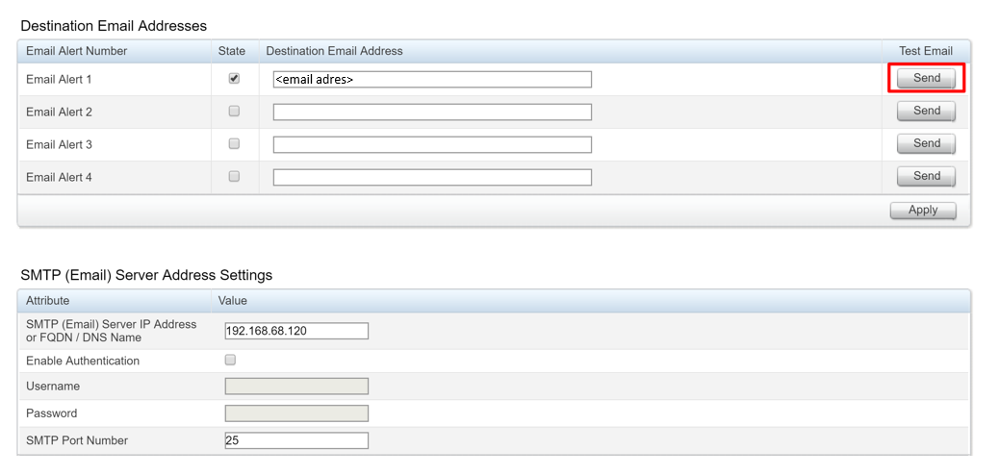 Destination Email Addresses
Email Alert Number State Destination Email Address Test Email
Email Alert 1 <email adres> Send
Email Alert 2 Send
Email Alert 3 Send
Email Alert 4 Send
Apply
SMTP (Email) Server Address Settings
Attribute Value
SMTP (Email) Server IP Address
or FQDN / DNS Name
192.168.68.120
Enable Authentication
Username
Password
SMTP Port Number 25